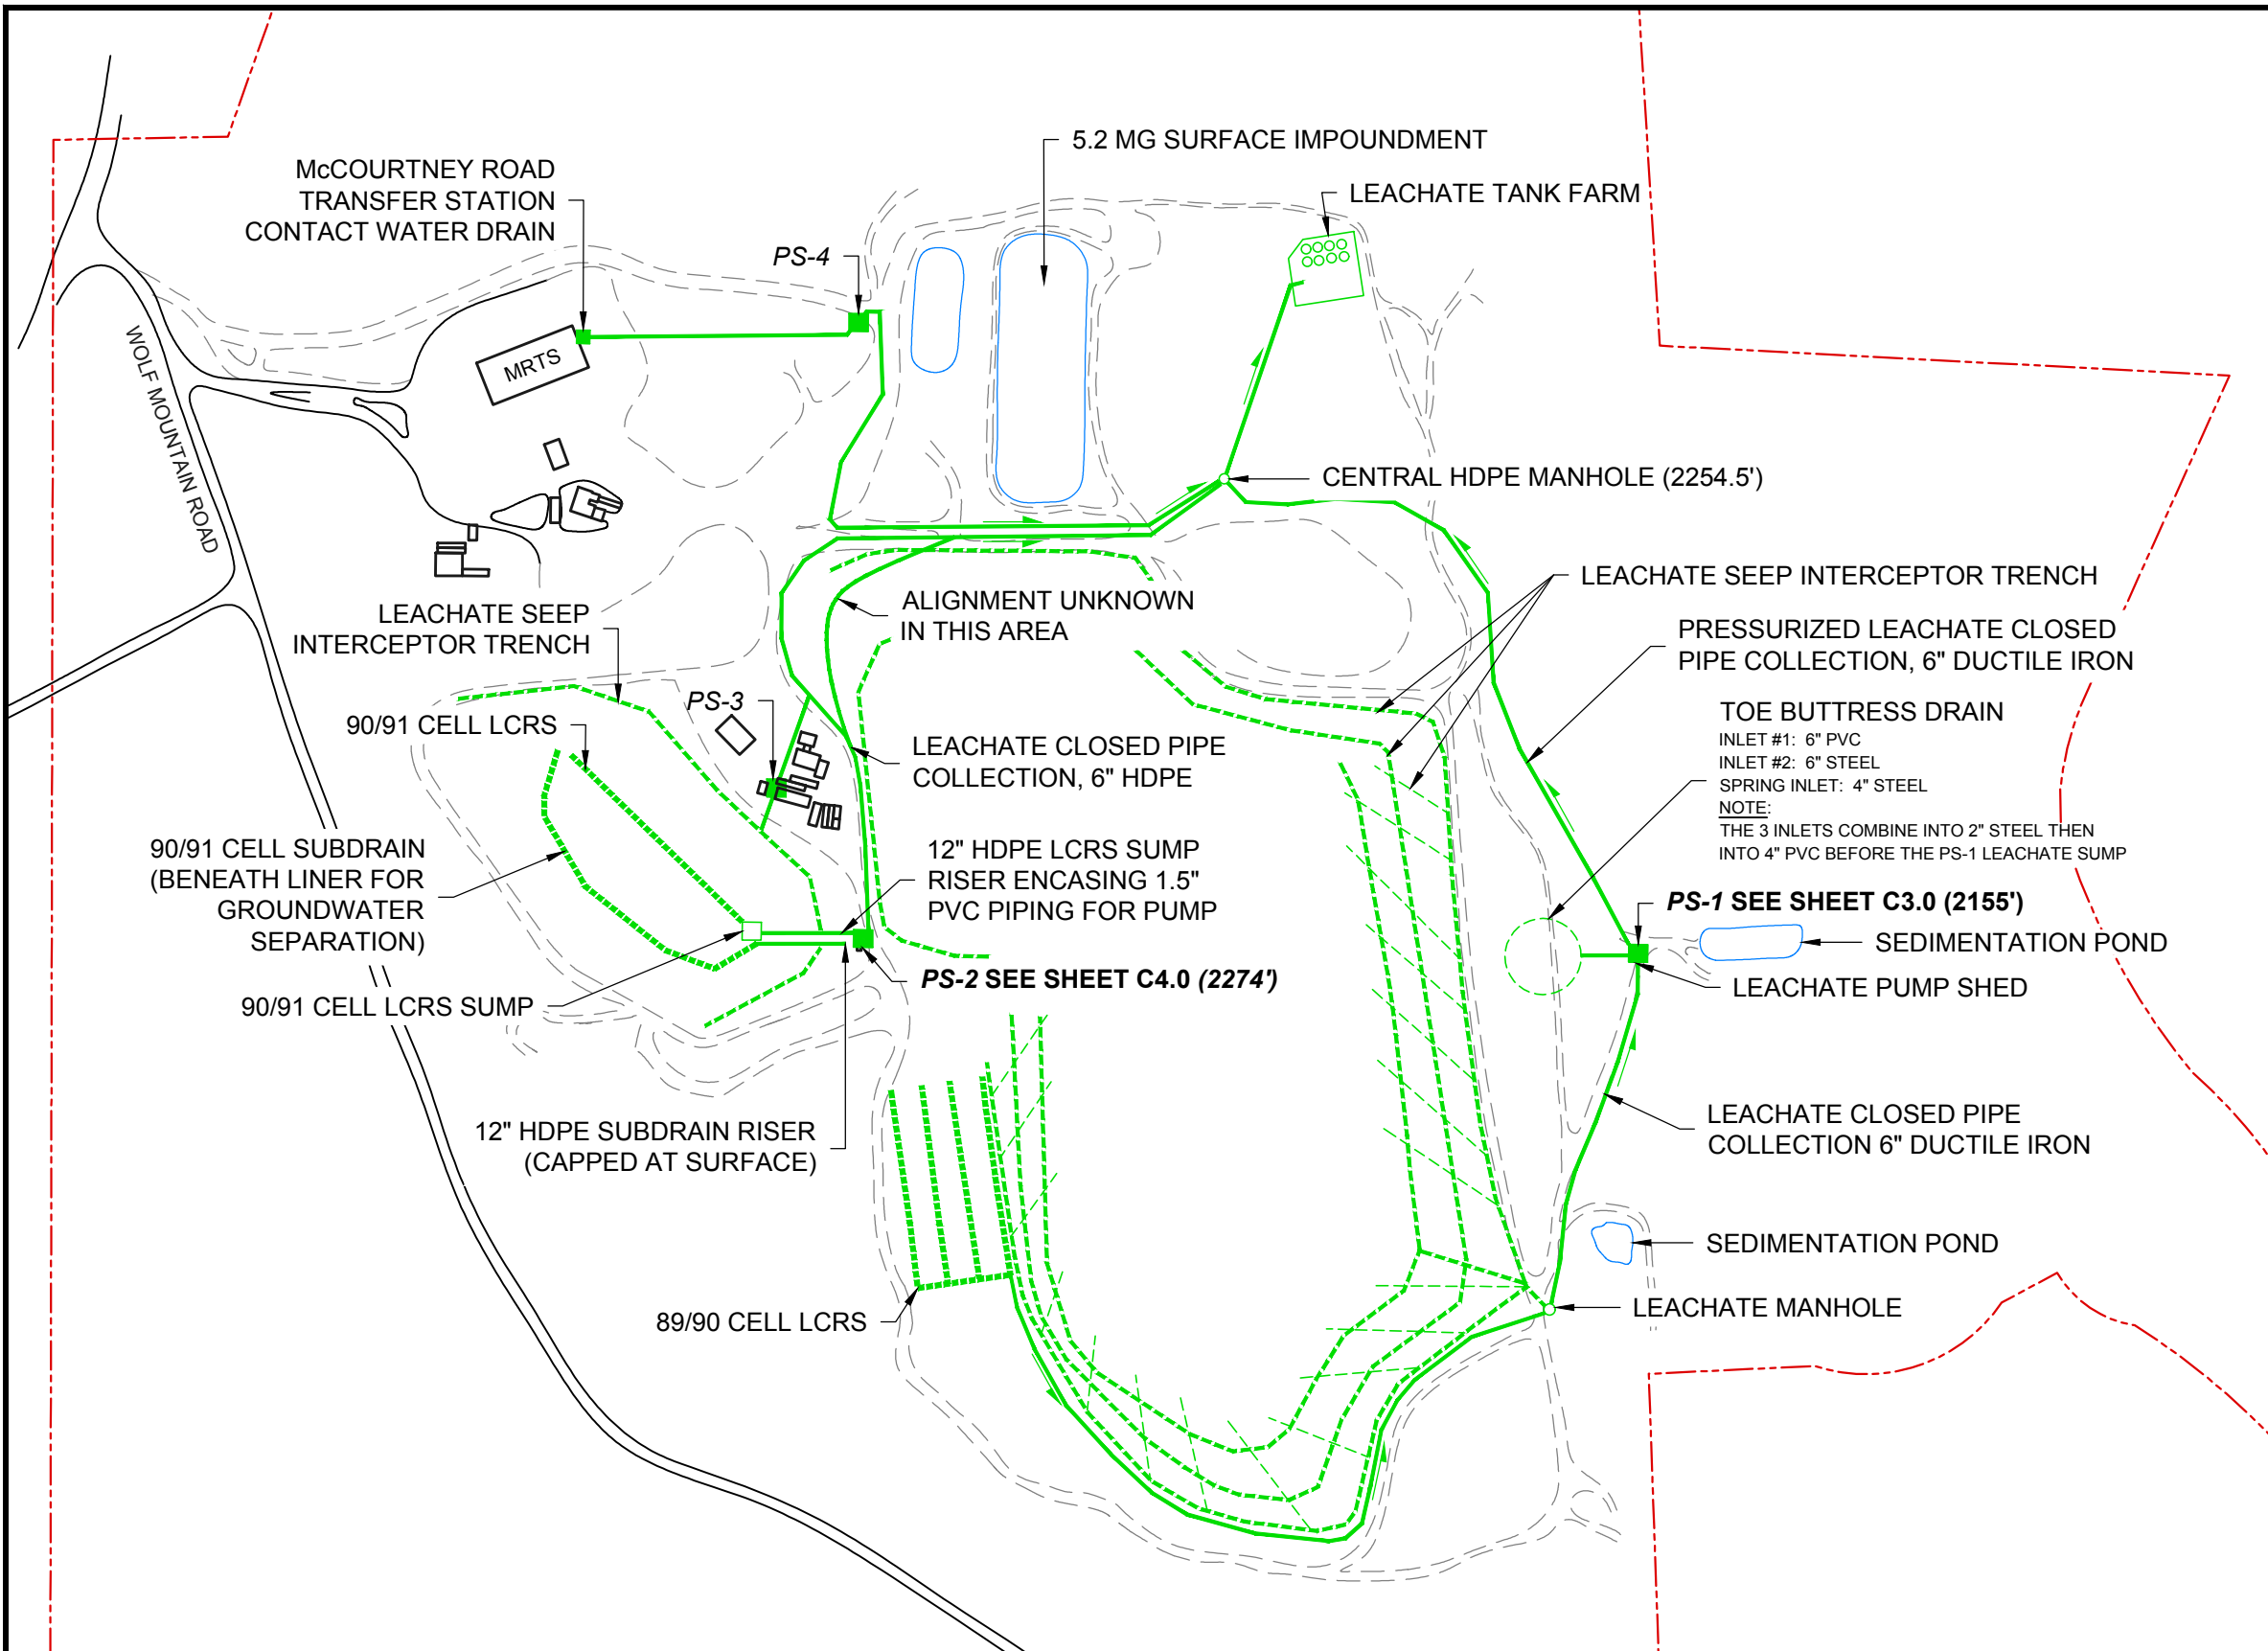 5.2 MG SURFACE IMPOUNDMENT
McCOURTNEY ROAD
TRANSFER STATION
CONTACT WATER DRAIN
LEACHATE TANK FARM
PS-4
MRTS
WOLF MOUNTAIN ROAD
CENTRAL HDPE MANHOLE (2254.5')
LEACHATE SEEP INTERCEPTOR TRENCH
ALIGNMENT UNKNOWN
IN THIS AREA
LEACHATE SEEP
INTERCEPTOR TRENCH
PRESSURIZED LEACHATE CLOSED
PIPE COLLECTION, 6" DUCTILE IRON
PS-3
90/91 CELL LCRS
TOE BUTTRESS DRAIN
INLET #1: 6" PVC
INLET #2: 6" STEEL
SPRING INLET: 4" STEEL
NOTE:
THE 3 INLETS COMBINE INTO 2" STEEL THEN
INTO 4" PVC BEFORE THE PS-1 LEACHATE SUMP
LEACHATE CLOSED PIPE
COLLECTION, 6" HDPE
90/91 CELL SUBDRAIN
(BENEATH LINER FOR
GROUNDWATER
SEPARATION)
12" HDPE LCRS SUMP
RISER ENCASING 1.5"
PVC PIPING FOR PUMP
PS-1 SEE SHEET C3.0 (2155')
SEDIMENTATION POND
PS-2 SEE SHEET C4.0 (2274')
LEACHATE PUMP SHED
90/91 CELL LCRS SUMP
12" HDPE SUBDRAIN RISER
(CAPPED AT SURFACE)
LEACHATE CLOSED PIPE
COLLECTION 6" DUCTILE IRON
SEDIMENTATION POND
89/90 CELL LCRS
LEACHATE MANHOLE